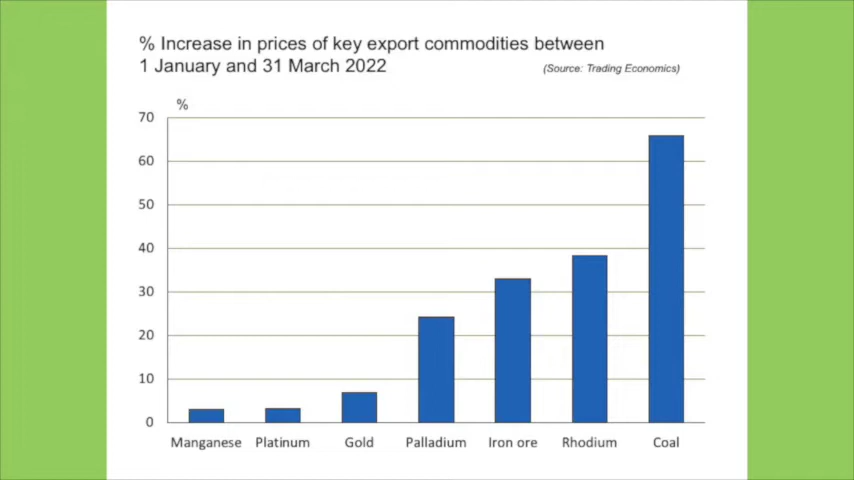 % Increase in prices of key export commodities between
1 January and 31 March 2022
(Source: Trading Economics)
%
70
60
50
40
30
20
10
0
Manganese Platinum Gold Palladium Iron ore Rhodium Coal